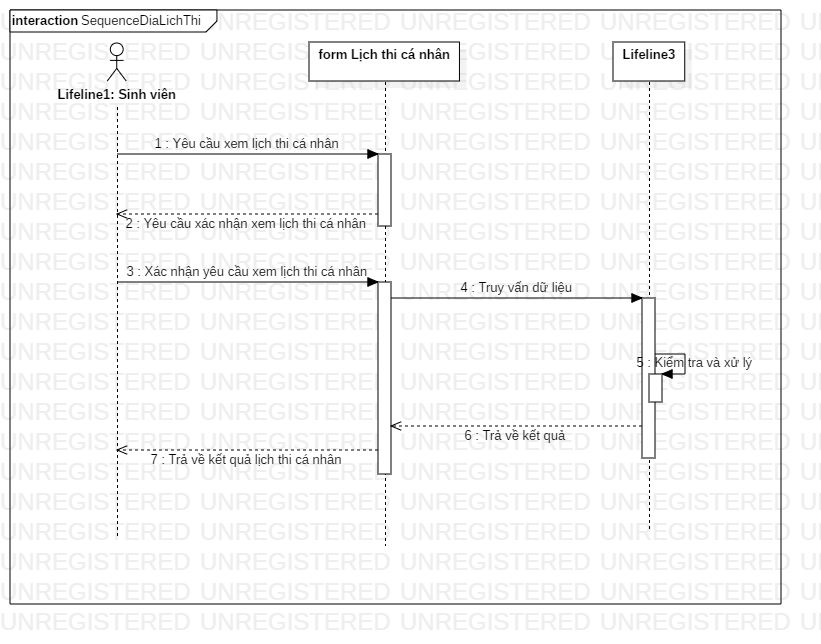 interaction SequenceDiaLichThi
form Lịch thi cá nhân
Lifeline3
Lifeline1: Sinh viên
1 : Yêu cầu xem lịch thi cá nhân
2 : Yêu cầu xác nhận xem lịch thi cá nhân
3 : Xác nhận yêu cầu xem lịch thi cá nhân
4 : Truy vấn dữ liệu
5 : Kiểm tra và xử lý
6 : Trả về kết quả
7 : Trả về kết quả lịch thi cá nhân
UNREGISTERED